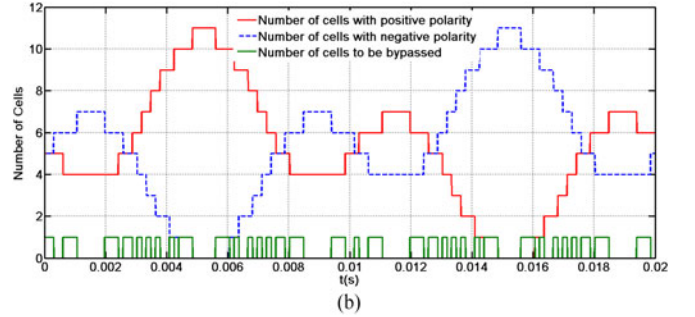 12
10
8
6
4
2
0
Number of Cells
Number of cells with positive polarity
Number of cells with negative polarity
Number of cells to be bypassed
0 0.002 0.004 0.006 0.008 0.01 0.012 0.014 0.016 0.018 0.02
t(s)
(b)